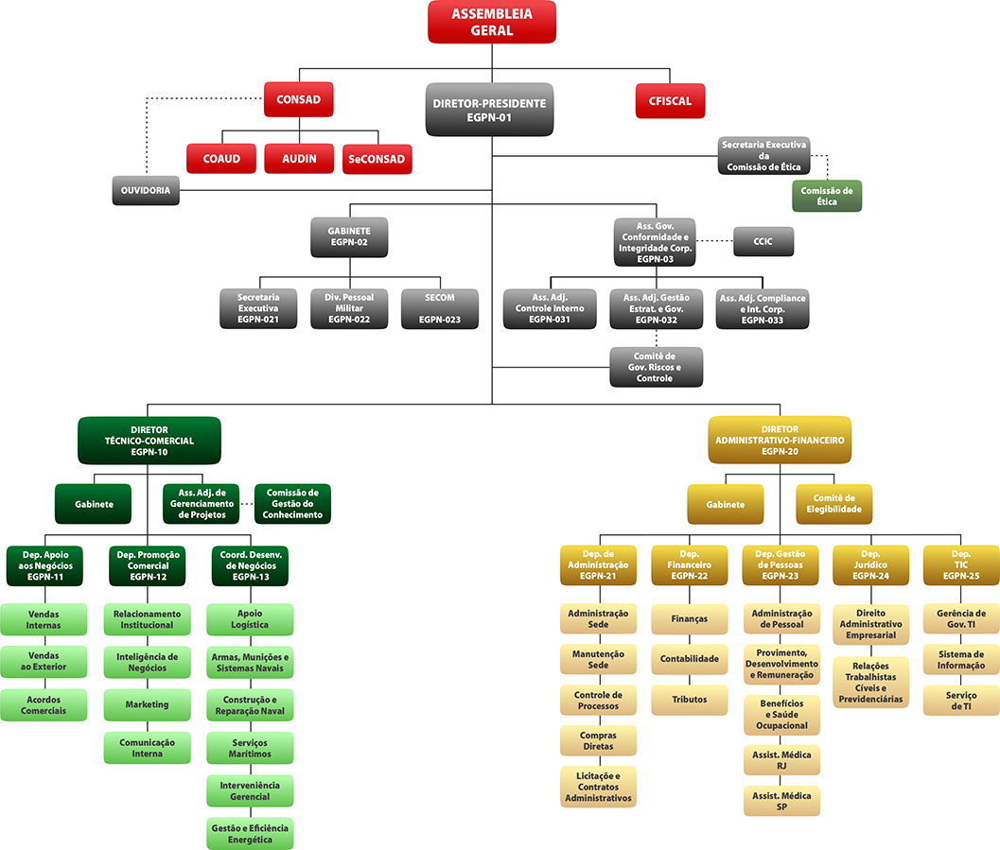 ASSEMBLEIA
GERAL
CONSAD
DIRETOR-PRESIDENTE
EGPN-01
CFISCAL
COAUD
AUDIN
SeCONSAD
Secretaria Executiva
da
Comissão de Ética
OUVIDORIA
Comissão de
Ética
GABINETE
EGPN-02
Ass. Gov.
Conformidade e
Integridade Corp.
EGPN-03
CCIC
Secretaria
Executiva
EGPN-021
Div. Pessoal
Militar
EGPN-022
SECOM
EGPN-023
Ass. Adj.
Controle Interno
EGPN-031
Ass. Adj. Gestão
Estrat. e Gov.
EGPN-032
Ass. Adj. Compliance
e Int. Corp.
EGPN-033
Comitê de
Gov. Riscos e
Controle
DIRETOR
TÉCNICO-COMERCIAL
EGPN-10
DIRETOR
ADMINISTRATIVO-FINANCEIRO
EGPN-20
Gabinete
Ass. Adj. de
Gerenciamento
de Projetos
Comissão de
Gestão do
Conhecimento
Gabinete
Comitê de
Elegibilidade
Dep. Apoio
aos Negócios
EGPN-11
Dep. Promoção
Comercial
EGPN-12
Coord. Desenv.
de Negócios
EGPN-13
Dep. de
Administração
EGPN-21
Dep.
Financeiro
EGPN-22
Dep. Gestão
de Pessoas
EGPN-23
Dep.
Jurídico
EGPN-24
Dep.
TIC
EGPN-25
Vendas
Internas
Vendas
ao Exterior
Acordos
Comerciais
Relacionamento
Institucional
Inteligência de
Negócios
Marketing
Comunicação
Interna
Apoio
Logística
Armas, Munições e
Sistemas Navais
Construção e
Reparação Naval
Serviços
Marítimos
Interveniência
Gerencial
Gestão e Eficiência
Energética
Administração
Sede
Manutenção
Sede
Controle de
Processos
Compras
Diretas
Licitaçõe e
Contratos
Administrativos
Finanças
Contabilidade
Tributos
Administração
de Pessoal
Provimento,
Desenvolvimento
e Remuneração
Benefícios
e Saúde
Ocupacional
Assist. Médica
RJ
Assist. Médica
SP
Direito
Administrativo
Empresarial
Relações
Trabalhistas
Cíveis e
Previdenciárias
Gerência de
Gov. TI
Sistema de
Informação
Serviço
de TI